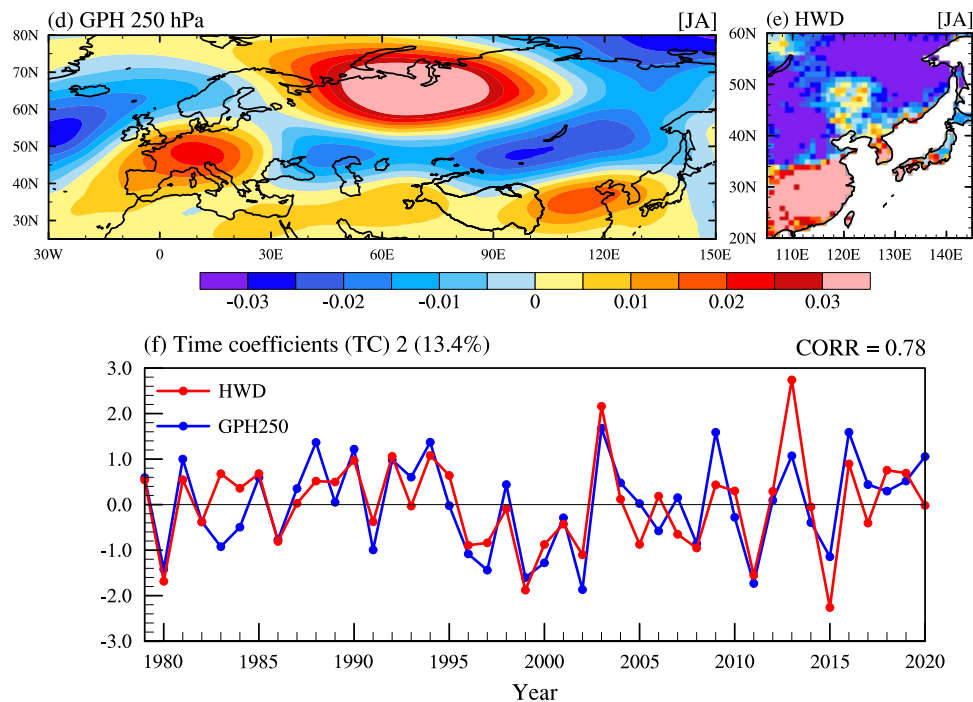 (d) GPH 250 hPa [JA]
(e) HWD [JA]
80N
70N
60N
50N
40N
30N
30W 0 30E 60E 90E 120E 150E
60N
50N
40N
30N
20N
110E 120E 130E 140E
-0.03 -0.02 -0.01 0 0.01 0.02 0.03
(f) Time coefficients (TC) 2 (13.4%) CORR = 0.78
HWD
GPH250
3.0
2.0
1.0
0.0
-1.0
-2.0
-3.0
1980 1985 1990 1995 2000 2005 2010 2015 2020
Year